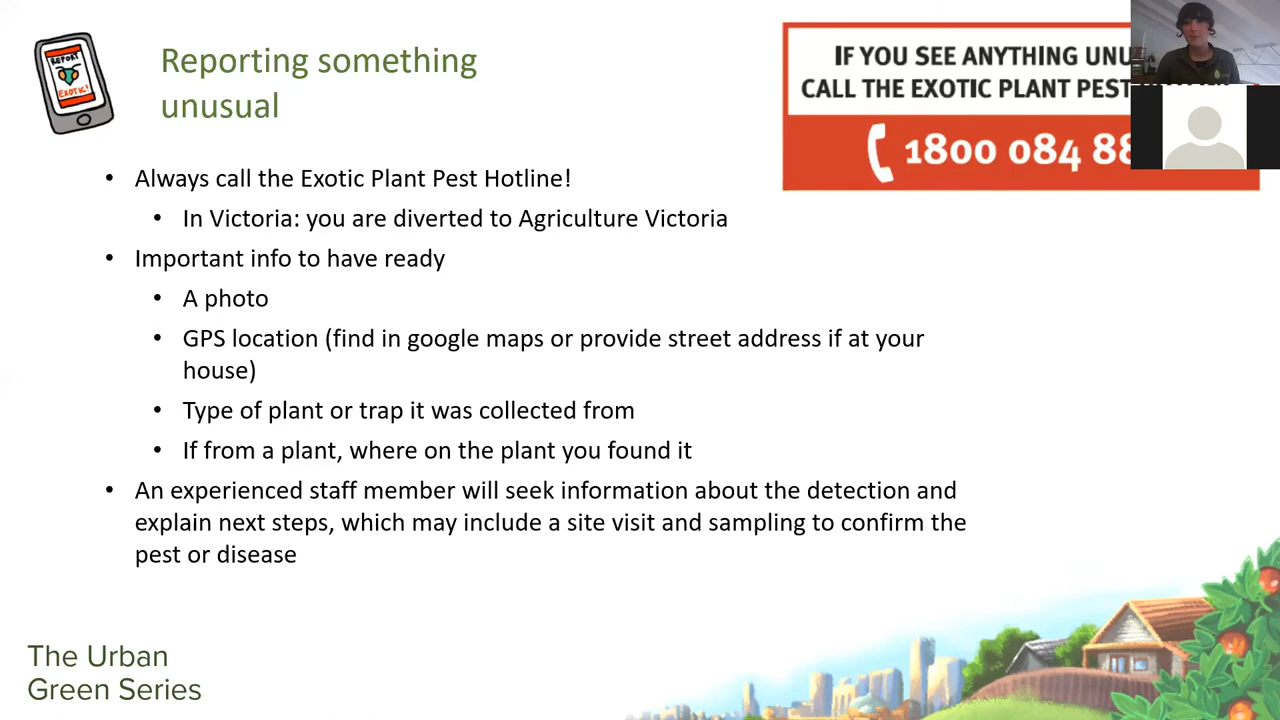 REPORT
EXOTIC!
Reporting something
unusual
IF YOU SEE ANYTHING
CALL THE EXOTIC PLANT PEST
1800 084
• Always call the Exotic Plant Pest Hotline!
• In Victoria: you are diverted to Agriculture Victoria
• Important info to have ready
• A photo
• GPS location (find in google maps or provide street address if at your
house)
• Type of plant or trap it was collected from
• If from a plant, where on the plant you found it
• An experienced staff member will seek information about the detection and
explain next steps, which may include a site visit and sampling to confirm the
pest or disease
The Urban
Green Series